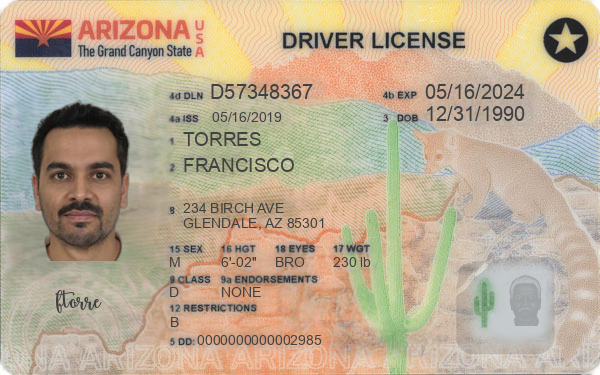 ARIZONA USA
The Grand Canyon State
DRIVER LICENSE
4d DLN D57348367
4b EXP 05/16/2024
4a ISS 05/16/2019
3 DOB 12/31/1990
1 TORRES
2 FRANCISCO
8 234 BIRCH AVE
GLENDALE, AZ 85301
15 SEX 16 HGT 18 EYES 17 WGT
M 6'-02" BRO 230 lb
9 CLASS 9a ENDORSEMENTS
D NONE
12 RESTRICTIONS
B
ftorre
5 DD: 0000000000002985
ONA ARIZONA ARIZONA ARIZONA ARIZONA ARIZ